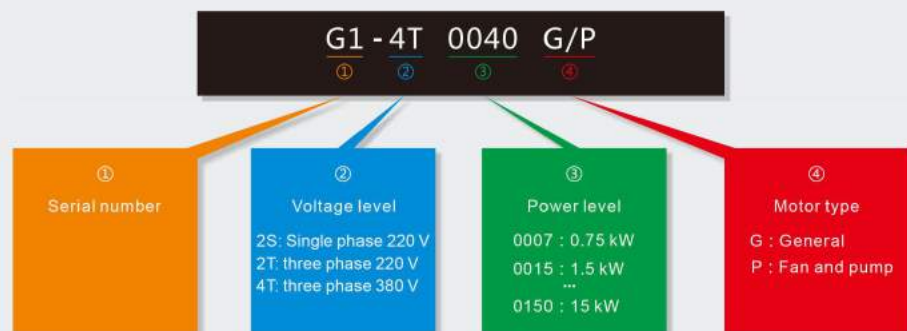 G1 - 4T 0040 G/P
① ② ③ ④
①
Serial number
②
Voltage level
2S: Single phase 220 V
2T: three phase 220 V
4T: three phase 380 V
③
Power level
0007 : 0.75 kW
0015 : 1.5 kW
...
0150 : 15 kW
④
Motor type
G : General
P : Fan and pump